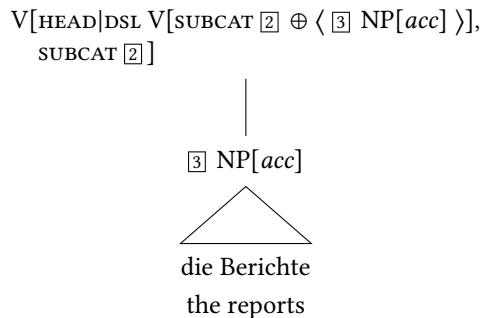 V[HEAD|DSL V[SUBCAT 2 ⊕ ⟨ 3 NP[acc] ⟩],
SUBCAT 2 ]
3 NP[acc]
die Berichte
the reports